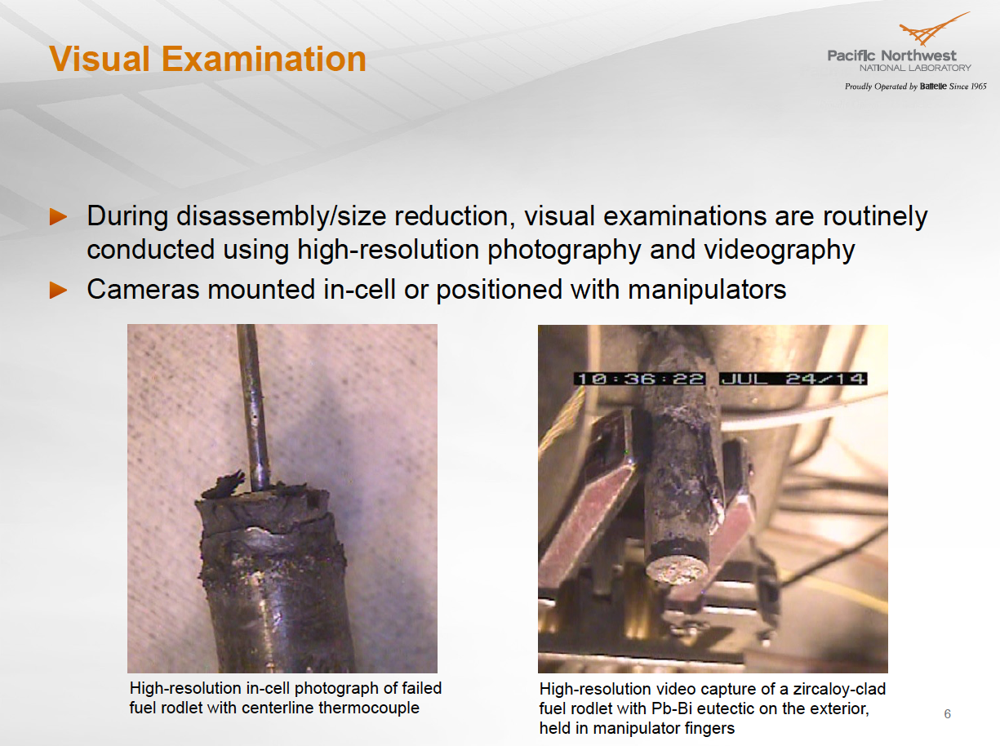 Visual Examination
Pacific Northwest
NATIONAL LABORATORY
Proudly Operated by Battelle Since 1965
During disassembly/size reduction, visual examinations are routinely
conducted using high-resolution photography and videography
Cameras mounted in-cell or positioned with manipulators
10:36:22 JUL 24/14
High-resolution in-cell photograph of failed
fuel rodlet with centerline thermocouple
High-resolution video capture of a zircaloy-clad
fuel rodlet with Pb-Bi eutectic on the exterior,
held in manipulator fingers
6